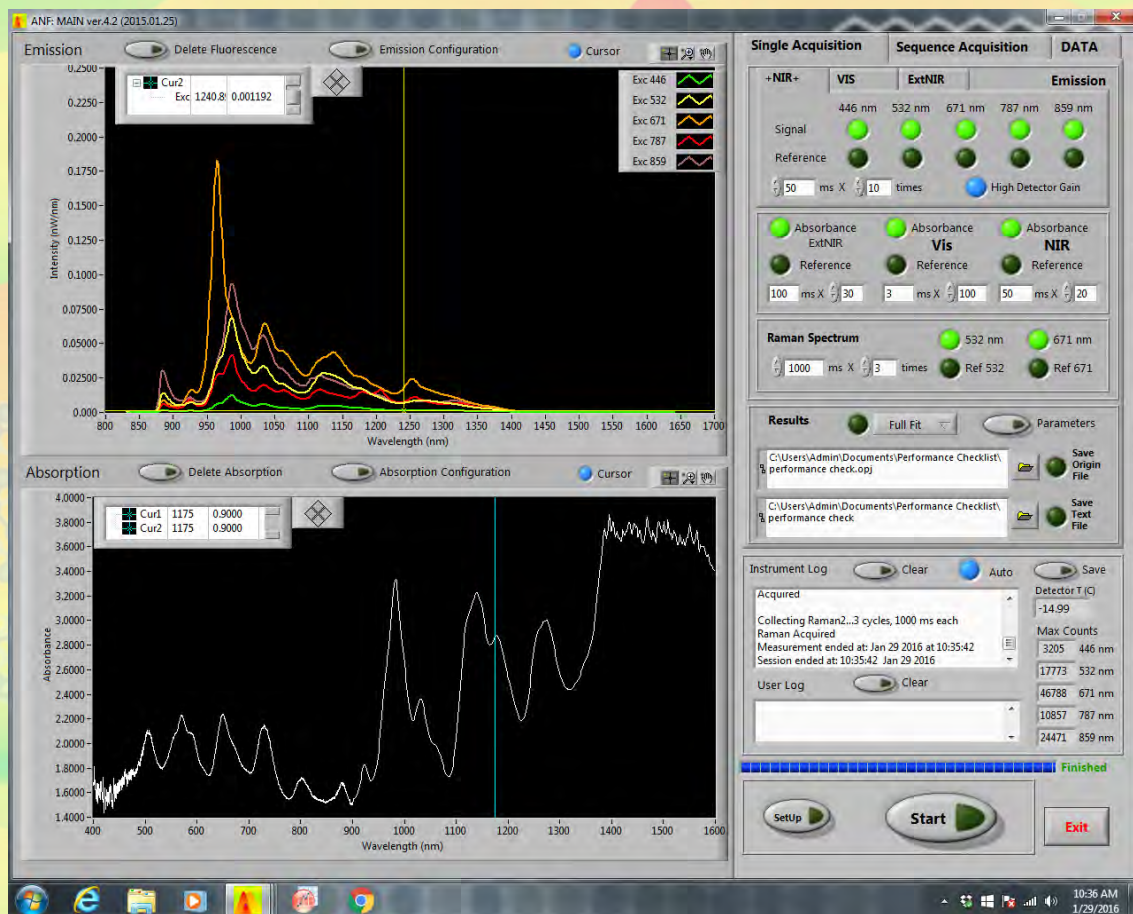 ANF: MAIN ver.4.2 (2015.01.25)
Emission
Delete Fluorescence
Emission Configuration
Cursor
Cur2
Exc 1240.8 0.001192
Exc 446
Exc 532
Exc 671
Exc 787
Exc 859
0.2500
0.2250
0.2000
0.1750
0.1500
0.1250
0.1000
0.07500
0.05000
0.02500
0.000
Intensity (nW/nm)
800 850 900 950 1000 1050 1100 1150 1200 1250 1300 1350 1400 1450 1500 1550 1600 1650 1700
Wavelength (nm)
Absorption
Delete Absorption
Absorption Configuration
Cursor
Cur1 1175 0.9000
Cur2 1175 0.9000
4.0000
3.8000
3.6000
3.4000
3.2000
3.0000
2.8000
2.6000
2.4000
2.2000
2.0000
1.8000
1.6000
1.4000
Absorbance
400 500 600 700 800 900 1000 1100 1200 1300 1400 1500 1600
Wavelength (nm)
Single Acquisition
Sequence Acquisition
DATA
+NIR+
VIS
ExtNIR
Emission
446 nm 532 nm 671 nm 787 nm 859 nm
Signal
Reference
50 ms X 10 times
High Detector Gain
Absorbance
ExtNIR
Reference
100 ms X 30
Absorbance
Vis
Reference
3 ms X 100
Absorbance
NIR
Reference
50 ms X 20
Raman Spectrum
532 nm
671 nm
1000 ms X 3 times
Ref 532
Ref 671
Results
Full Fit
Parameters
C:\Users\Admin\Documents\Performance Checklist\
performance check.opj
Save
Origin
File
C:\Users\Admin\Documents\Performance Checklist\
performance check
Save
Text
File
Instrument Log
Clear
Auto
Save
Acquired
Collecting Raman2...3 cycles, 1000 ms each
Raman Acquired
Measurement ended at: Jan 29 2016 at 10:35:42
Session ended at: 10:35:42 Jan 29 2016
Detector T (C)
-14.99
Max Counts
3205 446 nm
17773 532 nm
46788 671 nm
10857 787 nm
24471 859 nm
User Log
Clear
Finished
SetUp
Start
Exit
10:36 AM
1/29/2016